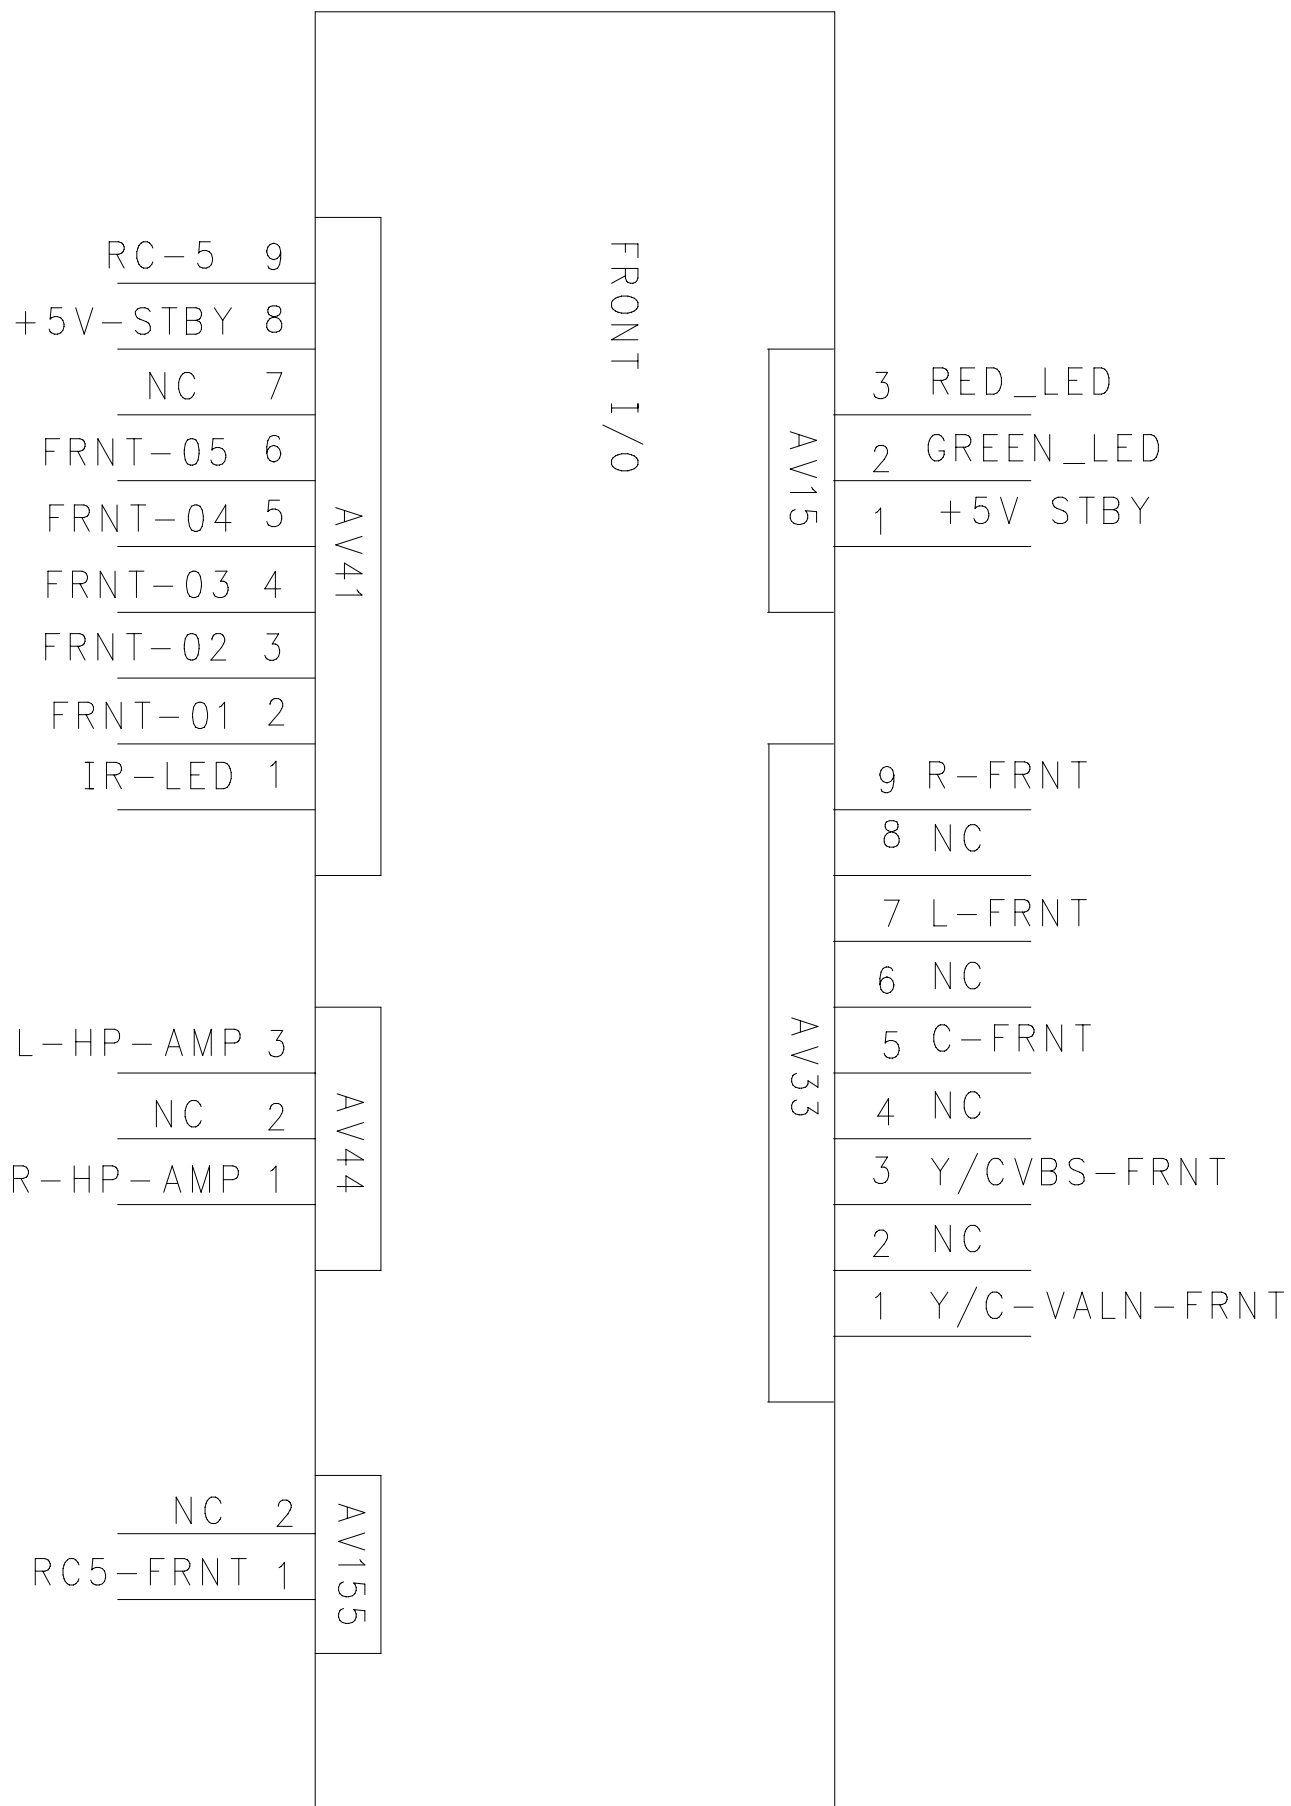 FRONT I/O
AV41
RC-5 9
+5V-STBY 8
NC 7
FRNT-05 6
FRNT-04 5
FRNT-03 4
FRNT-02 3
FRNT-01 2
IR-LED 1
AV44
L-HP-AMP 3
NC 2
R-HP-AMP 1
AV155
NC 2
RC5-FRNT 1
AV15
3 RED_LED
2 GREEN_LED
1 +5V STBY
AV33
9 R-FRNT
8 NC
7 L-FRNT
6 NC
5 C-FRNT
4 NC
3 Y/CVBS-FRNT
2 NC
1 Y/C-VALN-FRNT